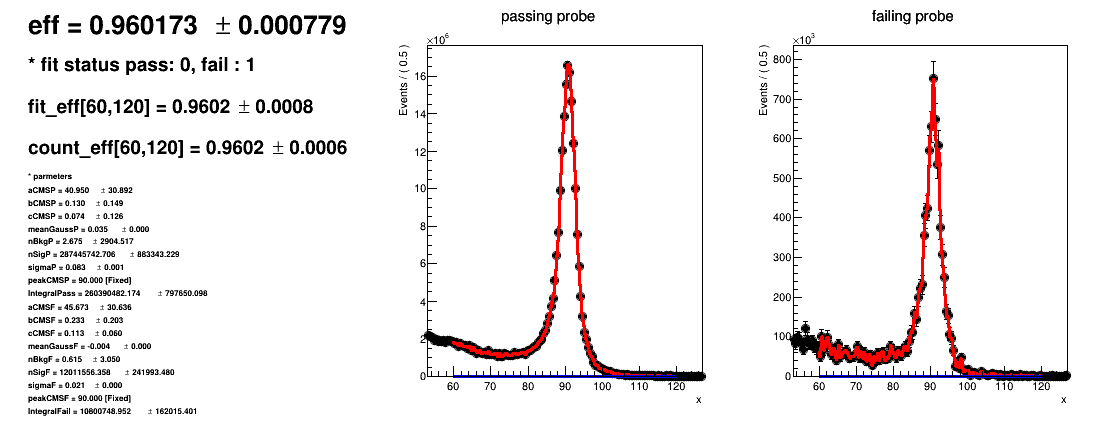 eff = 0.960173 ± 0.000779
* fit status pass: 0, fail : 1
fit_eff[60,120] = 0.9602 ± 0.0008
count_eff[60,120] = 0.9602 ± 0.0006
* parmeters
aCMSP = 40.950 ± 30.892
bCMSP = 0.130 ± 0.149
cCMSP = 0.074 ± 0.126
meanGaussP = 0.035 ± 0.000
nBkgP = 2.675 ± 2904.517
nSigP = 287445742.706 ± 883343.229
sigmaP = 0.083 ± 0.001
peakCMSP = 90.000 [Fixed]
IntegralPass = 260390482.174 ± 797650.098
aCMSF = 45.673 ± 30.636
bCMSF = 0.233 ± 0.203
cCMSF = 0.113 ± 0.060
meanGaussF = -0.004 ± 0.000
nBkgF = 0.615 ± 3.050
nSigF = 12011556.358 ± 241993.480
sigmaF = 0.021 ± 0.000
peakCMSF = 90.000 [Fixed]
IntegralFail = 10800748.952 ± 162015.401
passing probe
×10⁶
Events / ( 0.5 )
16
14
12
10
8
6
4
2
0
60 70 80 90 100 110 120
x
failing probe
×10³
Events / ( 0.5 )
800
700
600
500
400
300
200
100
0
60 70 80 90 100 110 120
x